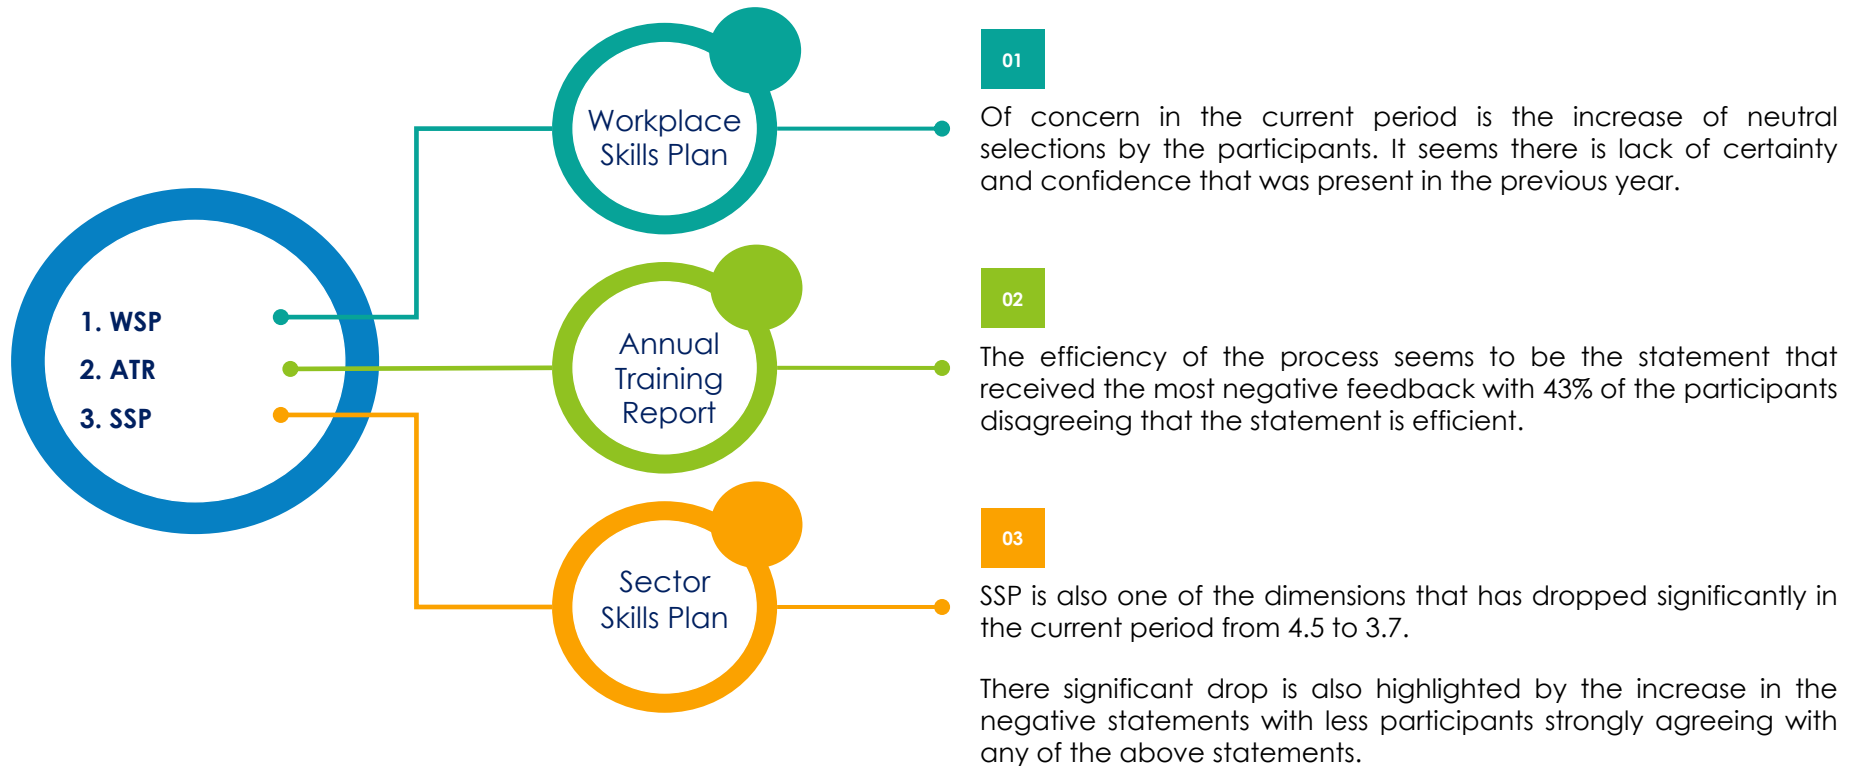 1. WSP
2. ATR
3. SSP
Workplace
Skills Plan
01
Of concern in the current period is the increase of neutral
selections by the participants. It seems there is lack of certainty
and confidence that was present in the previous year.
Annual
Training
Report
02
The efficiency of the process seems to be the statement that
received the most negative feedback with 43% of the participants
disagreeing that the statement is efficient.
Sector
Skills Plan
03
SSP is also one of the dimensions that has dropped significantly in
the current period from 4.5 to 3.7.
There significant drop is also highlighted by the increase in the
negative statements with less participants strongly agreeing with
any of the above statements.